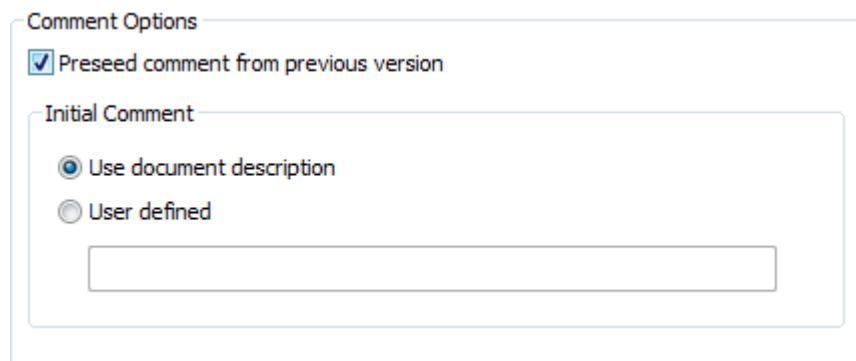 Comment Options
Preseed comment from previous version
Initial Comment
Use document description
User defined